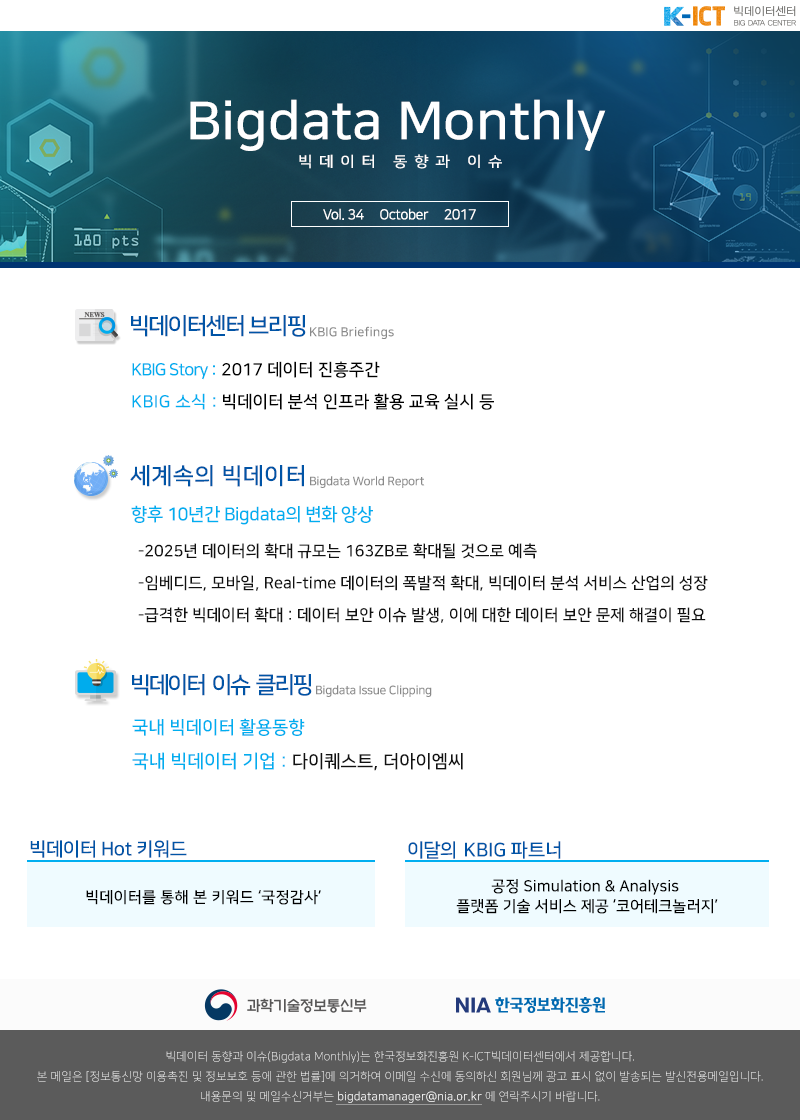 K-ICT 빅데이터센터
BIG DATA CENTER
Bigdata Monthly
빅데이터 동향과 이슈
Vol. 34 October 2017
180 pts
19
NEWS
빅데이터센터 브리핑 KBIG Briefings
KBIG Story : 2017 데이터 진흥주간
KBIG 소식 : 빅데이터 분석 인프라 활용 교육 실시 등
세계속의 빅데이터 Bigdata World Report
향후 10년간 Bigdata의 변화 양상
-2025년 데이터의 확대 규모는 163ZB로 확대될 것으로 예측
-임베디드, 모바일, Real-time 데이터의 폭발적 확대, 빅데이터 분석 서비스 산업의 성장
-급격한 빅데이터 확대 : 데이터 보안 이슈 발생, 이에 대한 데이터 보안 문제 해결이 필요
빅데이터 이슈 클리핑 Bigdata Issue Clipping
국내 빅데이터 활용동향
국내 빅데이터 기업 : 다이퀘스트, 더아이엠씨
빅데이터 Hot 키워드
빅데이터를 통해 본 키워드 ‘국정감사’
이달의 KBIG 파트너
공정 Simulation & Analysis
플랫폼 기술 서비스 제공 ‘코어테크놀러지’
과학기술정보통신부
NIA 한국정보화진흥원
빅데이터 동향과 이슈(Bigdata Monthly)는 한국정보화진흥원 K-ICT빅데이터센터에서 제공합니다.
본 메일은 [정보통신망 이용촉진 및 정보보호 등에 관한 법률]에 의거하여 이메일 수신에 동의하신 회원님께 광고 표시 없이 발송되는 발신전용메일입니다.
내용문의 및 메일수신거부는 bigdatamanager@nia.or.kr 에 연락주시기 바랍니다.